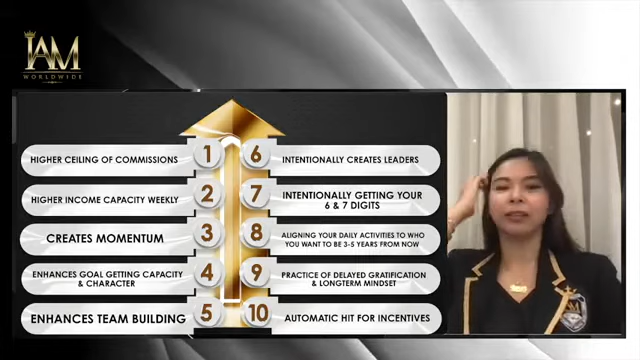 IAM
WORLDWIDE
HIGHER CEILING OF COMMISSIONS
1
HIGHER INCOME CAPACITY WEEKLY
2
CREATES MOMENTUM
3
ENHANCES GOAL GETTING CAPACITY
& CHARACTER
4
ENHANCES TEAM BUILDING
5
6
INTENTIONALLY CREATES LEADERS
7
INTENTIONALLY GETTING YOUR
6 & 7 DIGITS
8
ALIGNING YOUR DAILY ACTIVITIES TO WHO
YOU WANT TO BE 3-5 YEARS FROM NOW
9
PRACTICE OF DELAYED GRATIFICATION
& LONGTERM MINDSET
10
AUTOMATIC HIT FOR INCENTIVES